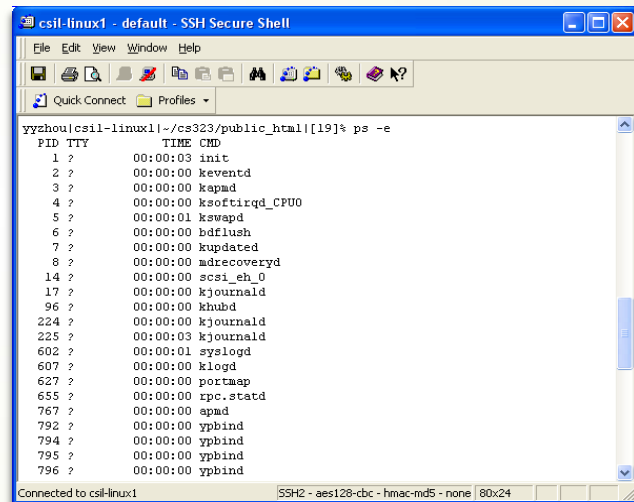 csil-linux1 - default - SSH Secure Shell
File Edit View Window Help
Quick Connect Profiles
yyzhou|csil-linux1|~/cs323/public_html|[19]% ps -e
PID TTY TIME CMD
1 ? 00:00:03 init
2 ? 00:00:00 keventd
3 ? 00:00:00 kapmd
4 ? 00:00:00 ksoftirqd_CPU0
5 ? 00:00:01 kswapd
6 ? 00:00:00 bdflush
7 ? 00:00:00 kupdated
8 ? 00:00:00 mdrecoveryd
14 ? 00:00:00 scsi_eh_0
17 ? 00:00:00 kjournald
96 ? 00:00:00 khubd
224 ? 00:00:00 kjournald
225 ? 00:00:03 kjournald
602 ? 00:00:01 syslogd
607 ? 00:00:00 klogd
627 ? 00:00:00 portmap
655 ? 00:00:00 rpc.statd
767 ? 00:00:00 apmd
792 ? 00:00:00 ypbind
794 ? 00:00:00 ypbind
795 ? 00:00:00 ypbind
796 ? 00:00:00 ypbind
Connected to csil-linux1 SSH2 - aes128-cbc - hmac-md5 - none 80x24